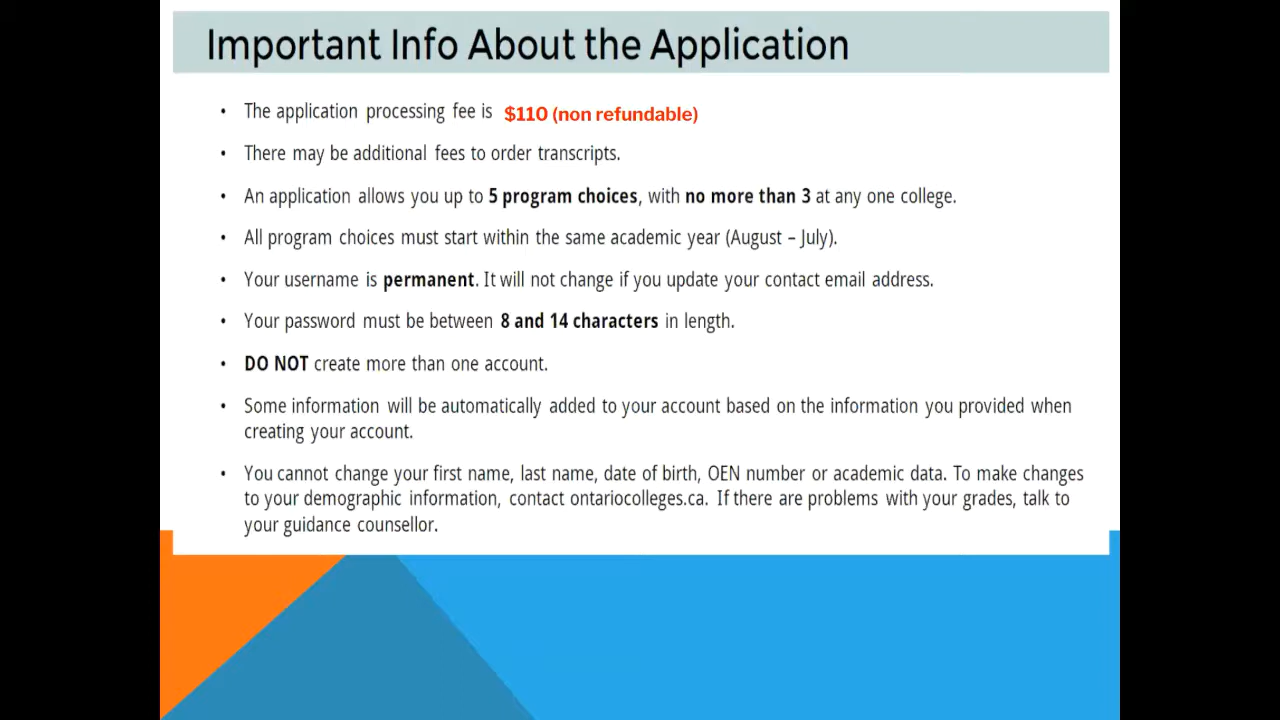 Important Info About the Application
• The application processing fee is $110 (non refundable)
• There may be additional fees to order transcripts.
• An application allows you up to 5 program choices, with no more than 3 at any one college.
• All program choices must start within the same academic year (August – July).
• Your username is permanent. It will not change if you update your contact email address.
• Your password must be between 8 and 14 characters in length.
• DO NOT create more than one account.
• Some information will be automatically added to your account based on the information you provided when
creating your account.
• You cannot change your first name, last name, date of birth, OEN number or academic data. To make changes
to your demographic information, contact ontariocolleges.ca. If there are problems with your grades, talk to
your guidance counsellor.